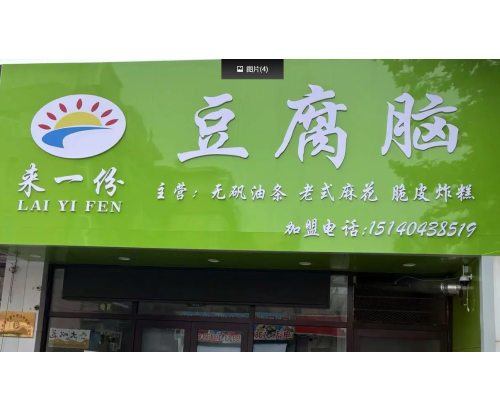 图片(4)
豆腐脑
来一份
LAI YI FEN
主营：无矾油条 老式麻花 脆皮炸糕
加盟电话:15140438519